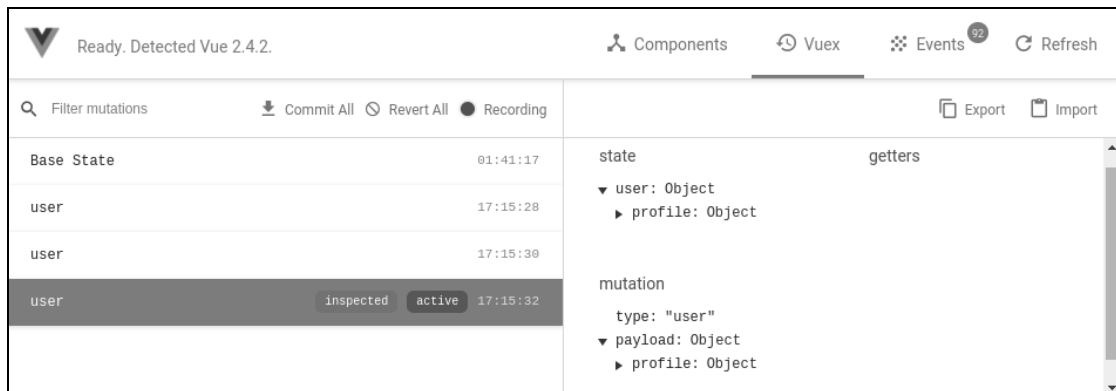 Ready. Detected Vue 2.4.2.
Components
Vuex
Events 92
Refresh
Filter mutations
Commit All
Revert All
Recording
Export
Import
Base State 01:41:17
user 17:15:28
user 17:15:30
user inspected active 17:15:32
state
getters
user: Object
profile: Object
mutation
type: "user"
payload: Object
profile: Object